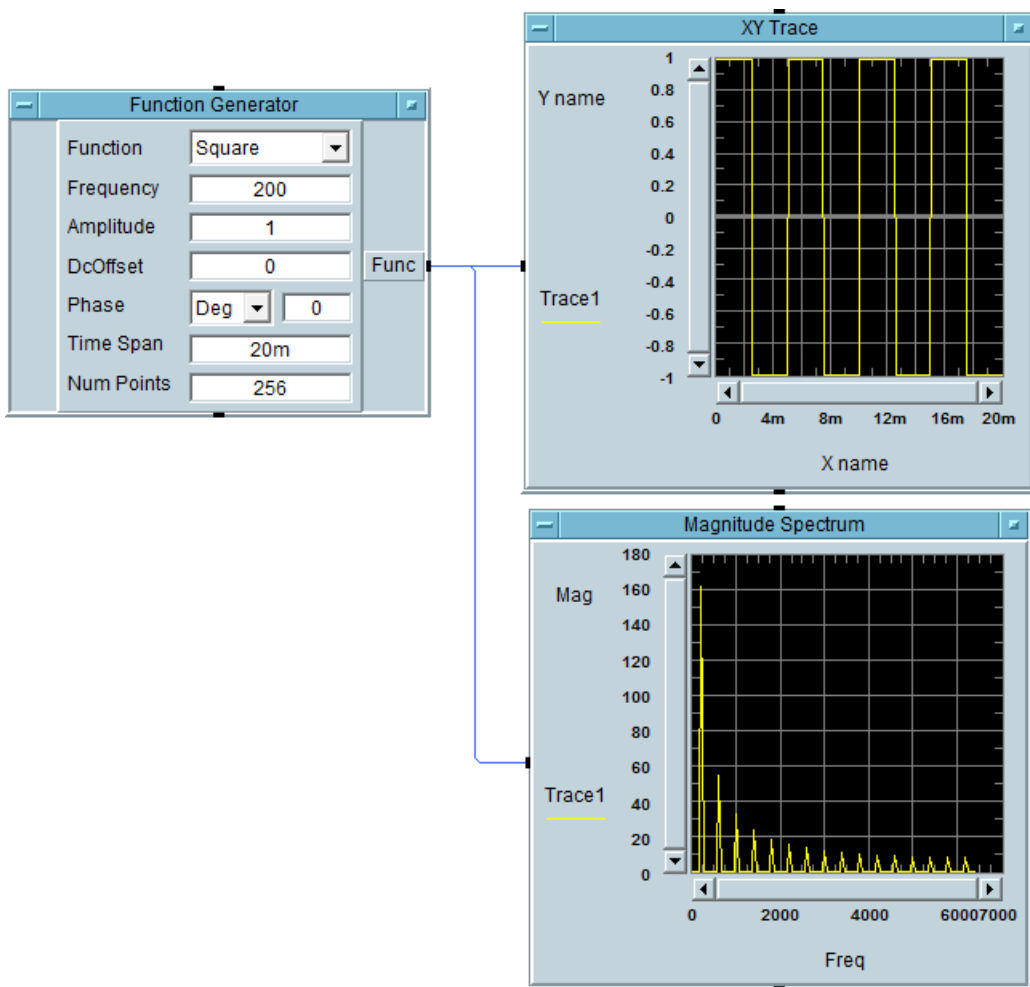 Function Generator
Function Square
Frequency 200
Amplitude 1
DcOffset 0
Phase Deg 0
Time Span 20m
Num Points 256
Func
XY Trace
Y name
Trace1
1
0.8
0.6
0.4
0.2
0
-0.2
-0.4
-0.6
-0.8
-1
0 4m 8m 12m 16m 20m
X name
Magnitude Spectrum
Mag
Trace1
180
160
140
120
100
80
60
40
20
0
0 2000 4000 60007000
Freq